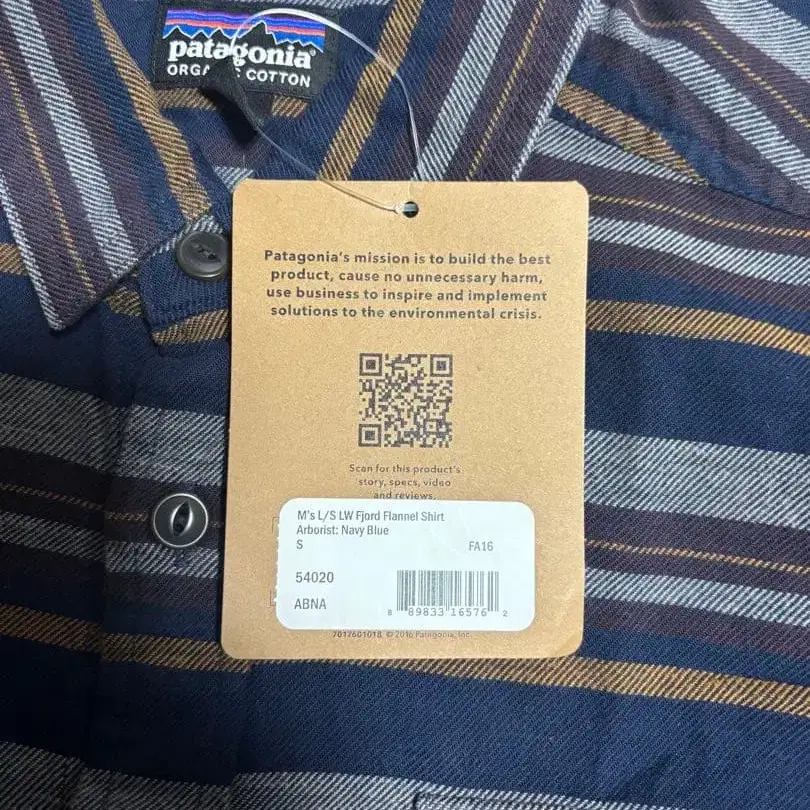 patagonia®
ORGANIC COTTON
Patagonia's mission is to build the best
product, cause no unnecessary harm,
use business to inspire and implement
solutions to the environmental crisis.
Scan for this product's
story, specs, video
and reviews.
M's L/S LW Fjord Flannel Shirt
Arborist: Navy Blue
S FA16
54020
ABNA
8 89833 16576 2
7017601018 © 2016 Patagonia, Inc.